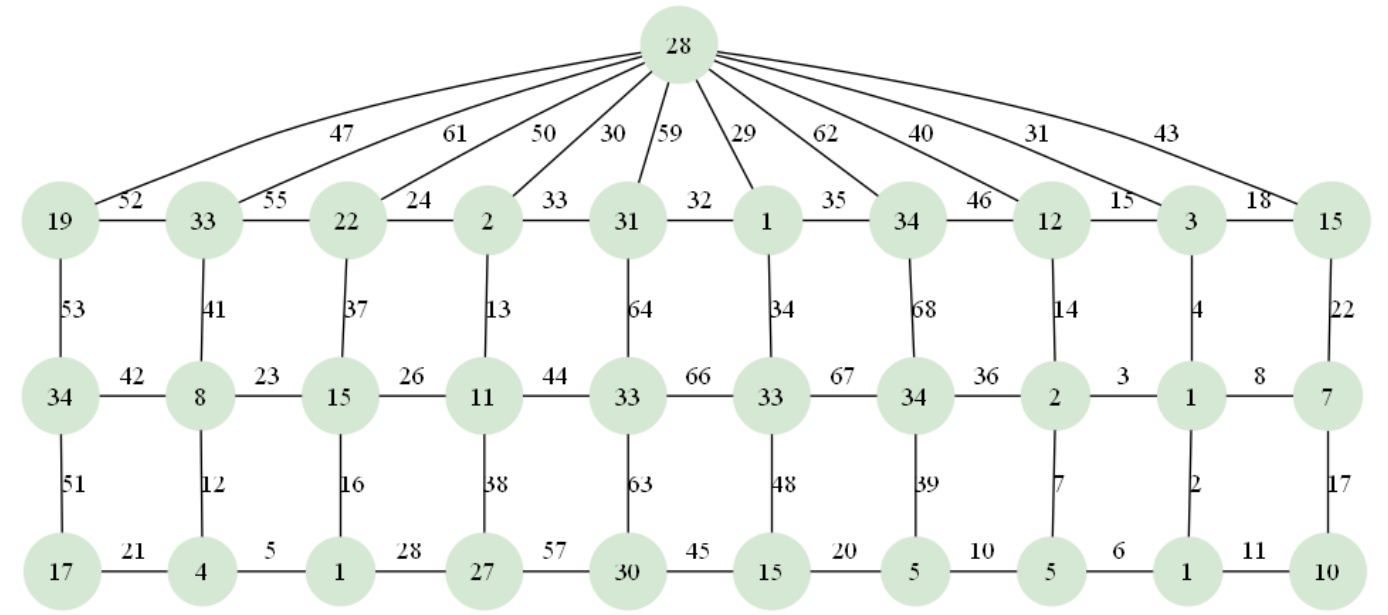 28
47 61 50 30 59 29 62 40 31 43
52 55 24 33 32 35 46 15 18
19 33 22 2 31 1 34 12 3 15
53 41 37 13 64 34 68 14 4 22
42 23 26 44 66 67 36 3 8
34 8 15 11 33 33 34 2 1 7
51 12 16 38 63 48 39 7 2 17
21 5 28 57 45 20 10 6 11
17 4 1 27 30 15 5 5 1 10